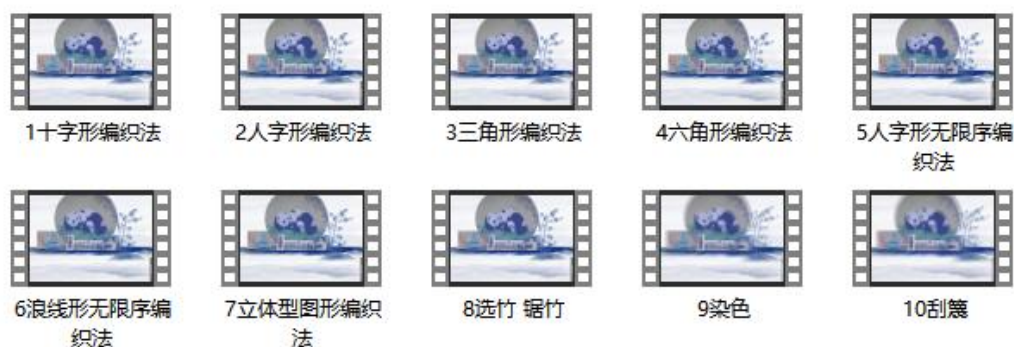 1十字形编织法
2人字形编织法
3三角形编织法
4六角形编织法
5人字形无限序编
织法
6浪线形无限序编
织法
7立体型图形编织
法
8选竹 锯竹
9染色
10刮篾